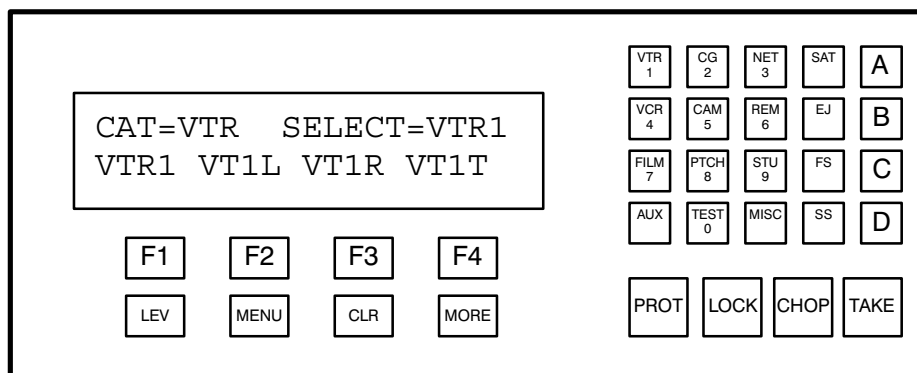 CAT=VTR SELECT=VTR1
VTR1 VT1L VT1R VT1T
F1 F2 F3 F4
LEV MENU CLR MORE
VTR 1
CG 2
NET 3
SAT
A
VCR 4
CAM 5
REM 6
EJ
B
FILM 7
PTCH 8
STU 9
FS
C
AUX
TEST 0
MISC
SS
D
PROT LOCK CHOP TAKE